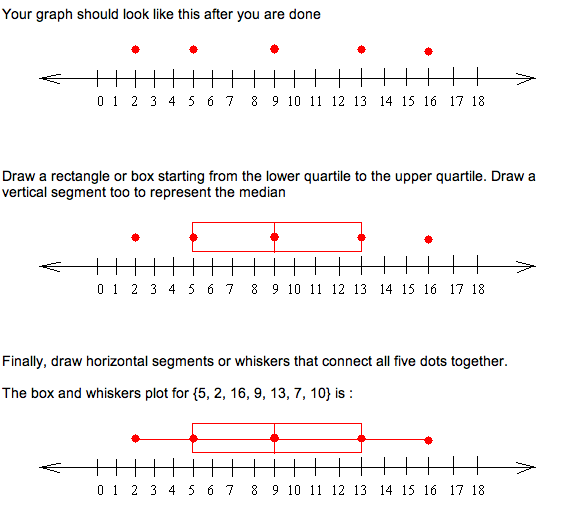 Your graph should look like this after you are done
0 1 2 3 4 5 6 7 8 9 10 11 12 13 14 15 16 17 18
Draw a rectangle or box starting from the lower quartile to the upper quartile. Draw a
vertical segment too to represent the median
0 1 2 3 4 5 6 7 8 9 10 11 12 13 14 15 16 17 18
Finally, draw horizontal segments or whiskers that connect all five dots together.
The box and whiskers plot for {5, 2, 16, 9, 13, 7, 10} is :
0 1 2 3 4 5 6 7 8 9 10 11 12 13 14 15 16 17 18